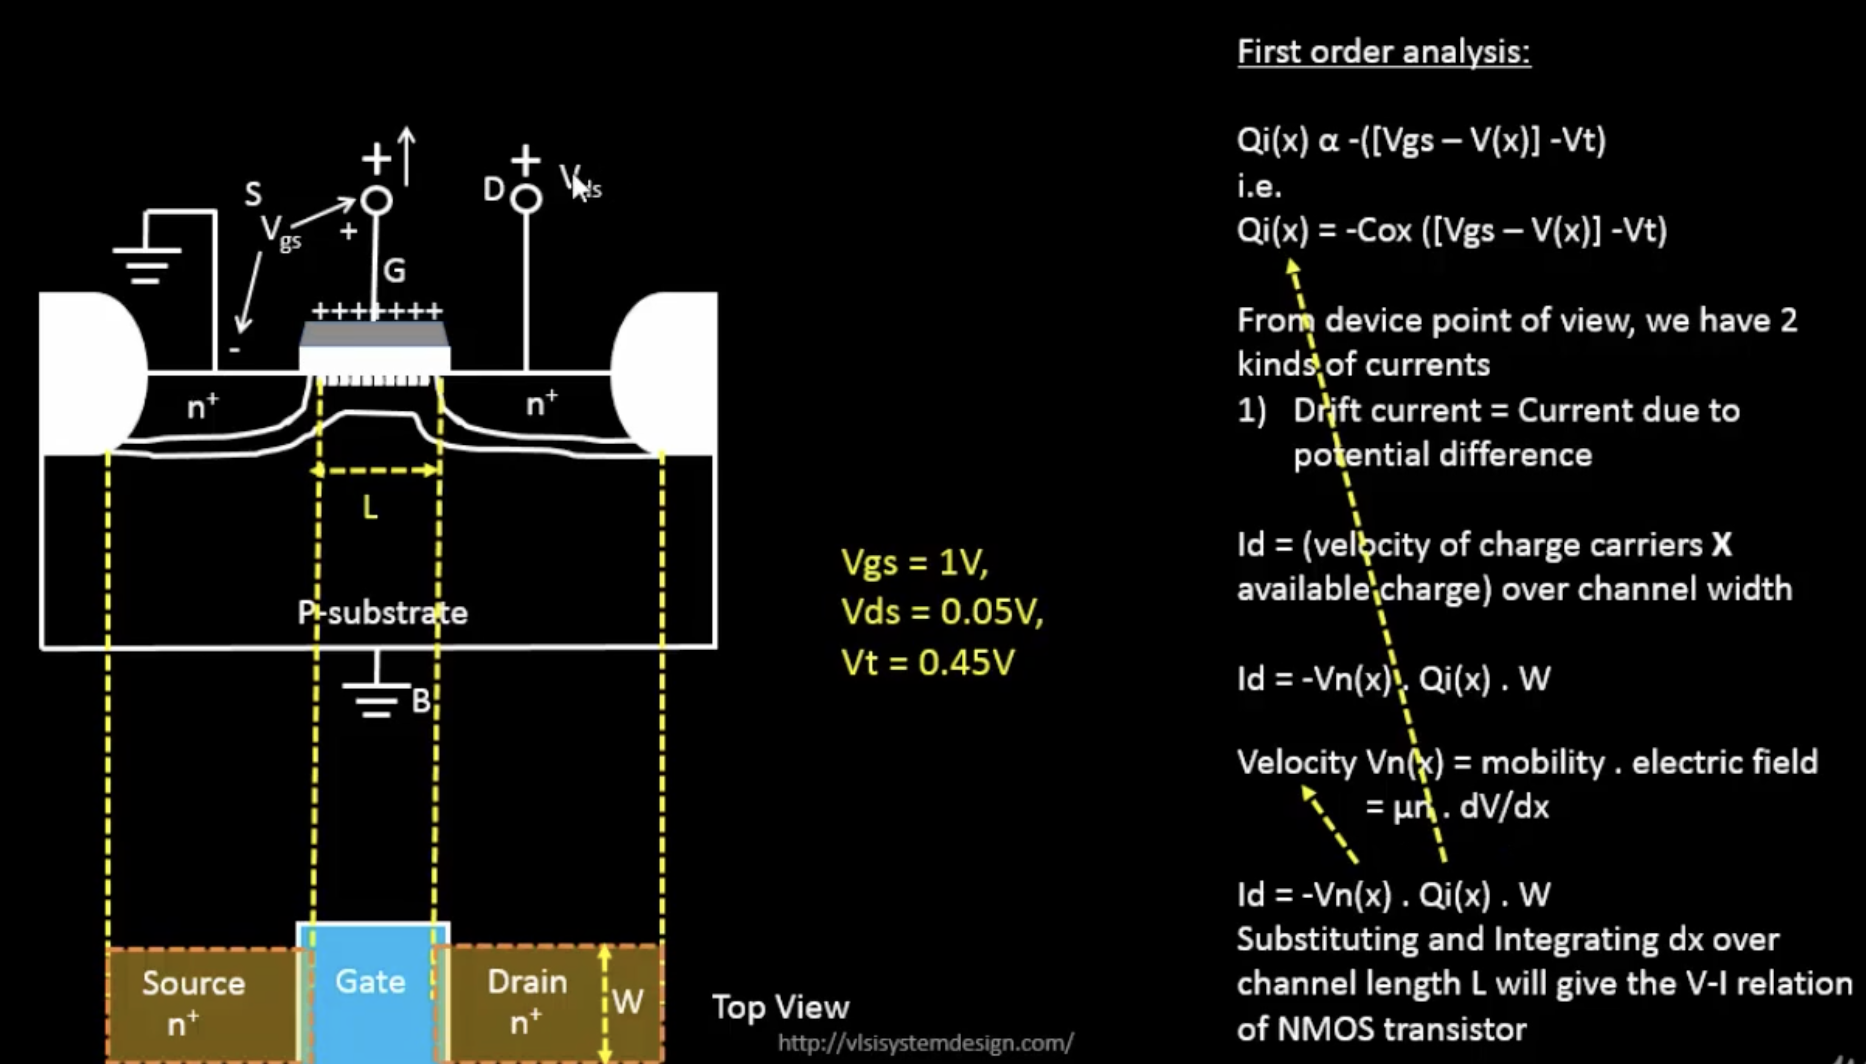 First order analysis:
Qi(x) α -([Vgs – V(x)] -Vt)
i.e.
Qi(x) = -Cox ([Vgs – V(x)] -Vt)
From device point of view, we have 2
kinds of currents
1) Drift current = Current due to
potential difference
Id = (velocity of charge carriers X
available charge) over channel width
Id = -Vn(x) . Qi(x) . W
Velocity Vn(x) = mobility . electric field
= μn . dV/dx
Id = -Vn(x) . Qi(x) . W
Substituting and Integrating dx over
channel length L will give the V-I relation
of NMOS transistor
S
Vgs
+
+
-
G
D
+
Vds
+++++++
n⁺
n⁺
L
P-substrate
B
Vgs = 1V,
Vds = 0.05V,
Vt = 0.45V
Source
n⁺
Gate
Drain
n⁺
W
Top View
http://vlsisystemdesign.com/